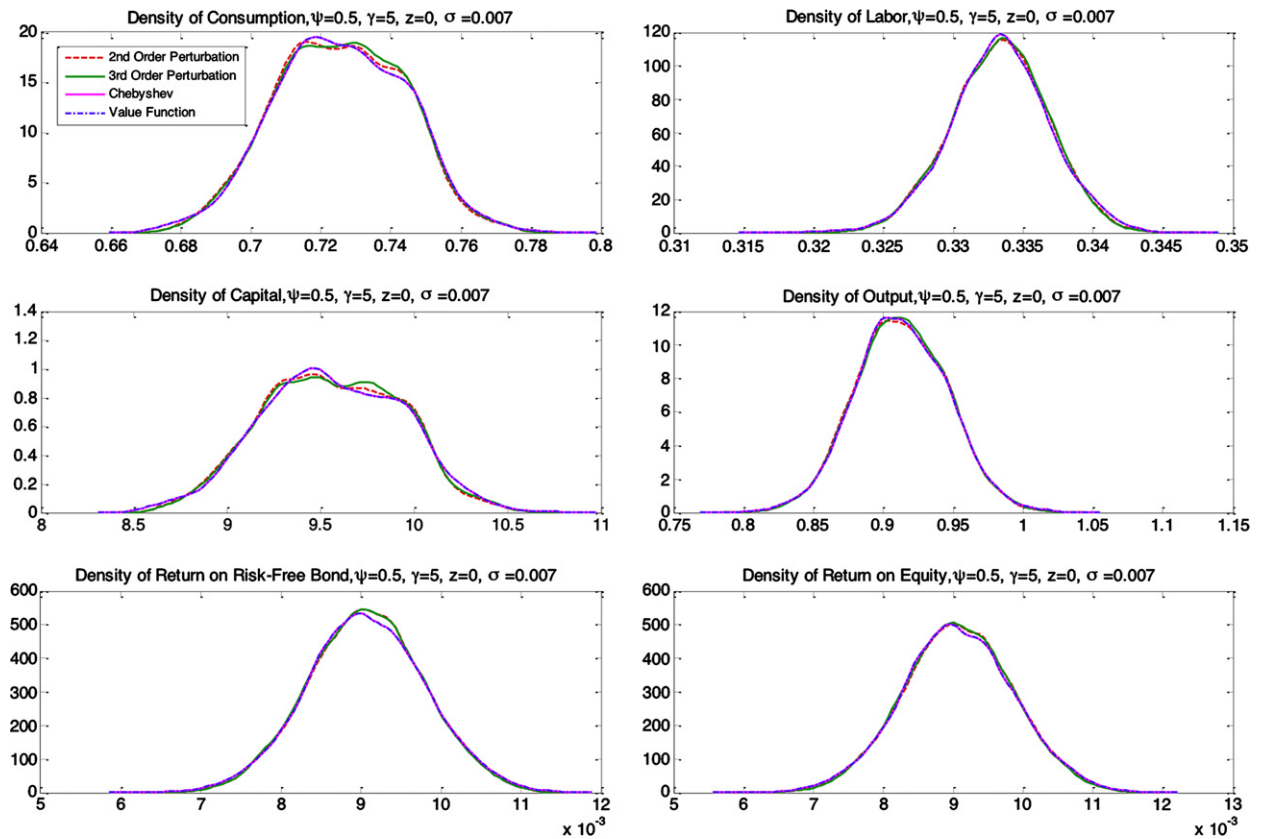 Density of Consumption,ψ=0.5, γ=5, z=0, σ =0.007
20
15
10
5
0
0.64 0.66 0.68 0.7 0.72 0.74 0.76 0.78 0.8
2nd Order Perturbation
3rd Order Perturbation
Chebyshev
Value Function
Density of Labor,ψ=0.5, γ=5, z=0, σ =0.007
120
100
80
60
40
20
0
0.31 0.315 0.32 0.325 0.33 0.335 0.34 0.345 0.35
Density of Capital,ψ=0.5, γ=5, z=0, σ =0.007
1.4
1.2
1
0.8
0.6
0.4
0.2
0
8 8.5 9 9.5 10 10.5 11
Density of Output,ψ=0.5, γ=5, z=0, σ =0.007
12
10
8
6
4
2
0
0.75 0.8 0.85 0.9 0.95 1 1.05 1.1 1.15
Density of Return on Risk-Free Bond,ψ=0.5, γ=5, z=0, σ =0.007
600
500
400
300
200
100
0
5 6 7 8 9 10 11 12
x 10⁻³
Density of Return on Equity,ψ=0.5, γ=5, z=0, σ =0.007
600
500
400
300
200
100
0
5 6 7 8 9 10 11 12 13
x 10⁻³